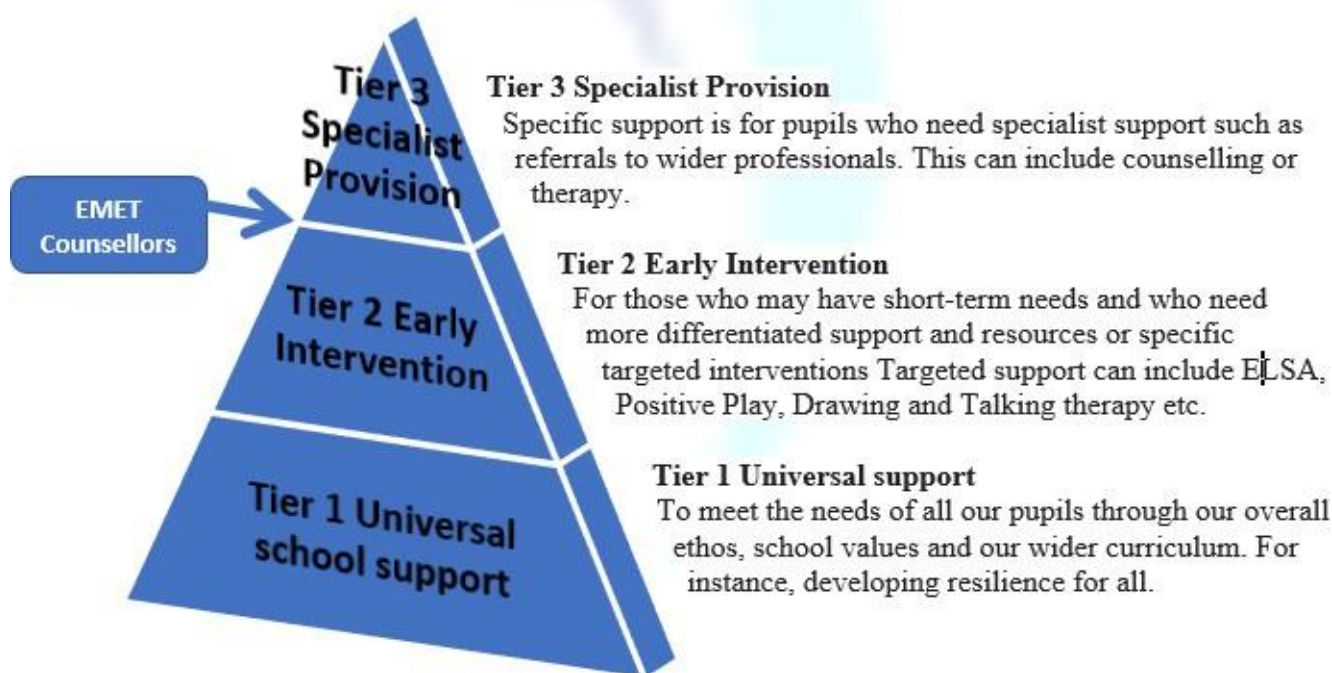 Tier 3
Specialist
Provision
Tier 3 Specialist Provision
Specific support is for pupils who need specialist support such as
referrals to wider professionals. This can include counselling or
therapy.
EMET
Counsellors
Tier 2 Early
Intervention
Tier 2 Early Intervention
For those who may have short-term needs and who need
more differentiated support and resources or specific
targeted interventions Targeted support can include ELSA,
Positive Play, Drawing and Talking therapy etc.
Tier 1 Universal
school support
Tier 1 Universal support
To meet the needs of all our pupils through our overall
ethos, school values and our wider curriculum. For
instance, developing resilience for all.